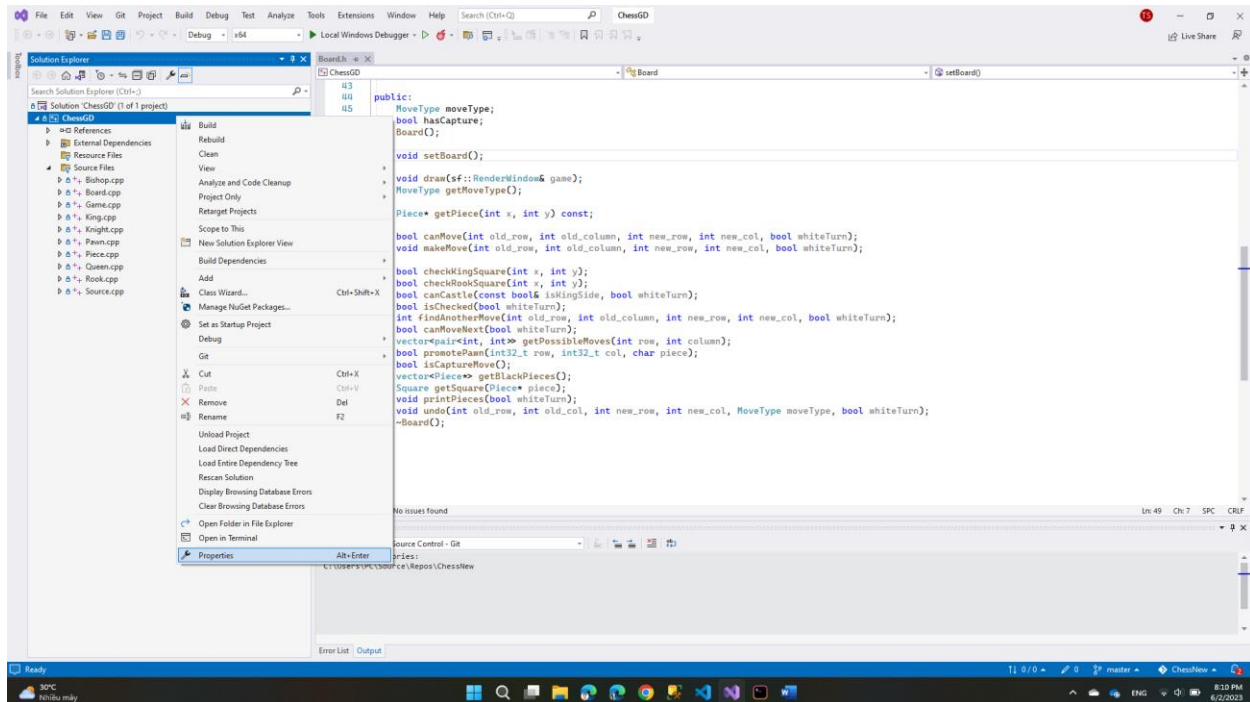 File Edit View Git Project Build Debug Test Analyze Tools Extensions Window Help Search (Ctrl+Q) ChessGD TS
Debug x64 Local Windows Debugger Live Share
Toolbox
Solution Explorer
Search Solution Explorer (Ctrl+;)
Solution 'ChessGD' (1 of 1 project)
ChessGD
References
External Dependencies
Resource Files
Source Files
Bishop.cpp
Board.cpp
Game.cpp
King.cpp
Knight.cpp
Pawn.cpp
Piece.cpp
Queen.cpp
Rook.cpp
Source.cpp
Build
Rebuild
Clean
View
Analyze and Code Cleanup
Project Only
Retarget Projects
Scope to This
New Solution Explorer View
Build Dependencies
Add
Class Wizard... Ctrl+Shift+X
Manage NuGet Packages...
Set as Startup Project
Debug
Git
Cut Ctrl+X
Paste Ctrl+V
Remove Del
Rename F2
Unload Project
Load Direct Dependencies
Load Entire Dependency Tree
Rescan Solution
Display Browsing Database Errors
Clear Browsing Database Errors
Open Folder in File Explorer
Open in Terminal
Properties Alt+Enter
Board.h
ChessGD Board setBoard()
43
44 public:
45 MoveType moveType;
bool hasCapture;
Board();
void setBoard();
void draw(sf::RenderWindow& game);
MoveType getMoveType();
Piece* getPiece(int x, int y) const;
bool canMove(int old_row, int old_column, int new_row, int new_col, bool whiteTurn);
void makeMove(int old_row, int old_column, int new_row, int new_col, bool whiteTurn);
bool checkKingSquare(int x, int y);
bool checkRookSquare(int x, int y);
bool canCastle(const bool& isKingSide, bool whiteTurn);
bool isChecked(bool whiteTurn);
int findAnotherMove(int old_row, int old_column, int new_row, int new_col, bool whiteTurn);
bool canMoveNext(bool whiteTurn);
vector<pair<int, int>> getPossibleMoves(int row, int column);
bool promotePawn(int32_t row, int32_t col, char piece);
bool isCaptureMove();
vector<Piece*> getBlackPieces();
Square getSquare(Piece* piece);
void printPieces(bool whiteTurn);
void undo(int old_row, int old_col, int new_row, int new_col, MoveType moveType, bool whiteTurn);
~Board();
No issues found Ln: 49 Ch: 7 SPC CRLF
Source Control - Git
ories:
C:\Users\PC\Source\Repos\ChessNew
Error List Output
Ready 0 / 0 0 master ChessNew 2
30°C
Nhiều mây
ENG
8:10 PM
6/2/2023